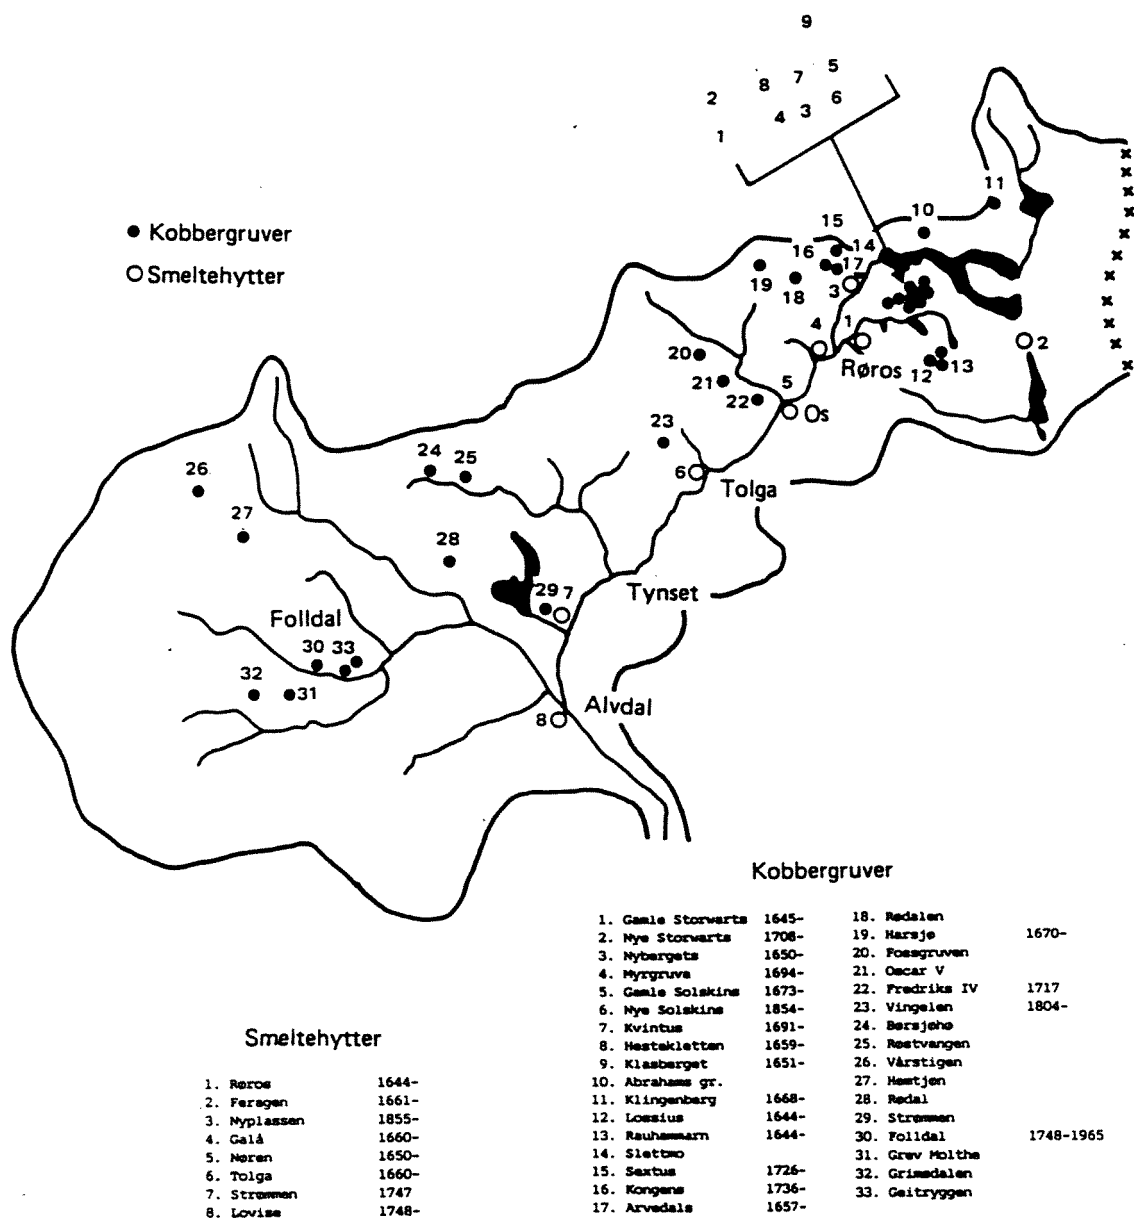 9
5
7
8
2
6
3
4
1
11
10
● Kobbergruver
○ Smeltehytter
15
16
14
17
19
18
3
4
1
2
20
Røros
12
13
21
5
22
Os
23
24
25
6
Tolga
26
27
28
29
7
Tynset
Folldal
30
33
32
31
8
Alvdal
x
x
x
x
x
x
x
x
x
x
x
x
Kobbergruver
1. Gamle Storwarts 1645-
2. Nye Storwarts 1708-
3. Nybergets 1650-
4. Myrgruva 1694-
5. Gamle Solskins 1673-
6. Nye Solskins 1854-
7. Kvintus 1691-
8. Hestekletten 1659-
9. Klasberget 1651-
10. Abrahams gr.
11. Klingenberg 1668-
12. Lossius 1644-
13. Rauhammarn 1644-
14. Slettmo
15. Sextus 1726-
16. Kongens 1736-
17. Arvedals 1657-
18. Rødalen
19. Harsjø 1670-
20. Fossgruven
21. Oscar V
22. Fredriks IV 1717
23. Vingelen 1804-
24. Børsjøhø
25. Røstvangen
26. Vårstigen
27. Hemtjøn
28. Rødal
29. Strømmen
30. Folldal 1748-1965
31. Grev Molthe
32. Grimsdalen
33. Geitryggen
Smeltehytter
1. Røros 1644-
2. Feragen 1661-
3. Nyplassen 1855-
4. Galå 1660-
5. Nøren 1650-
6. Tolga 1660-
7. Strømmen 1747
8. Lovise 1748-